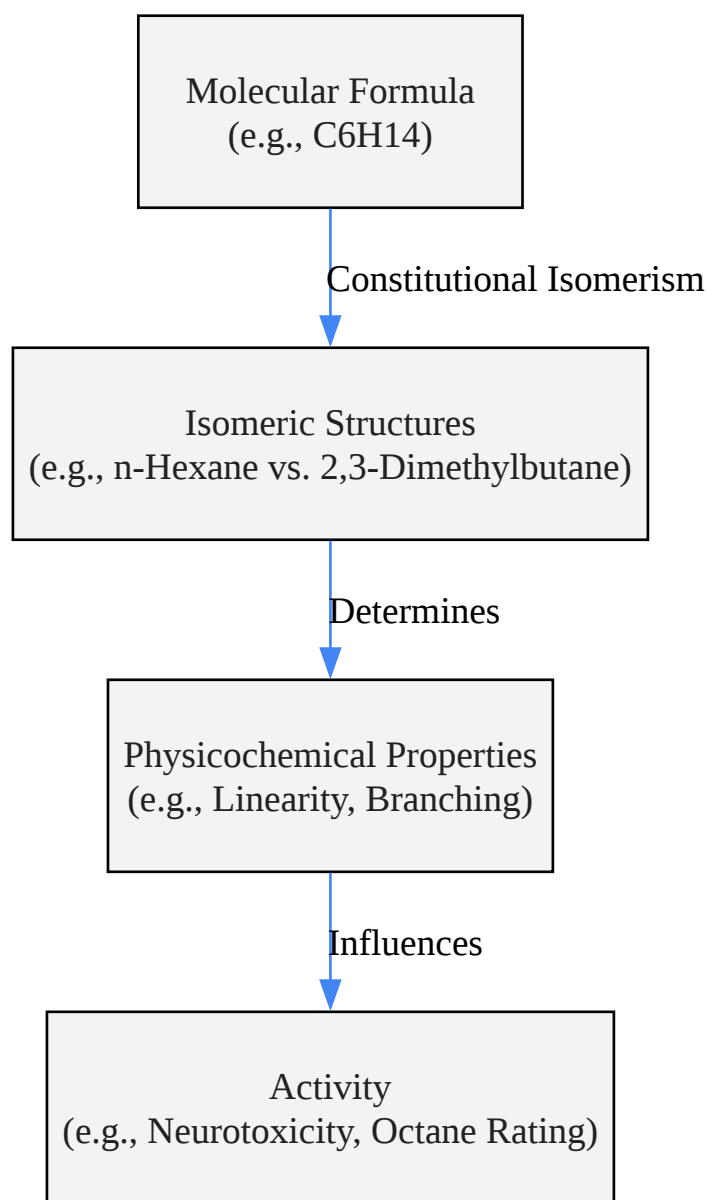 Molecular Formula
(e.g., C6H14)
Constitutional Isomerism
Isomeric Structures
(e.g., n-Hexane vs. 2,3-Dimethylbutane)
Determines
Physicochemical Properties
(e.g., Linearity, Branching)
Influences
Activity
(e.g., Neurotoxicity, Octane Rating)